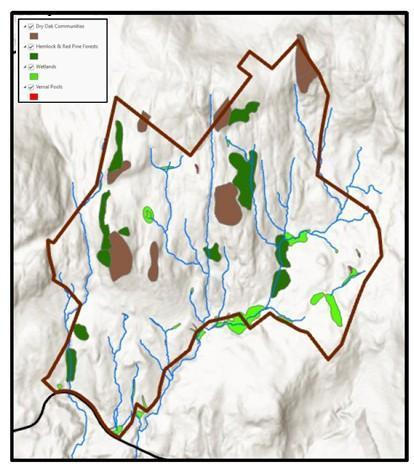 Dry Oak Communities
Hemlock & Red Pine Forests
Wetlands
Vernal Pools